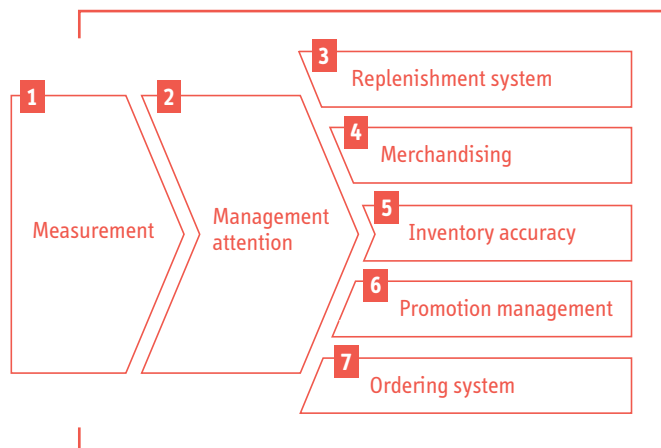 1
Measurement
2
Management
attention
3
Replenishment system
4
Merchandising
5
Inventory accuracy
6
Promotion management
7
Ordering system